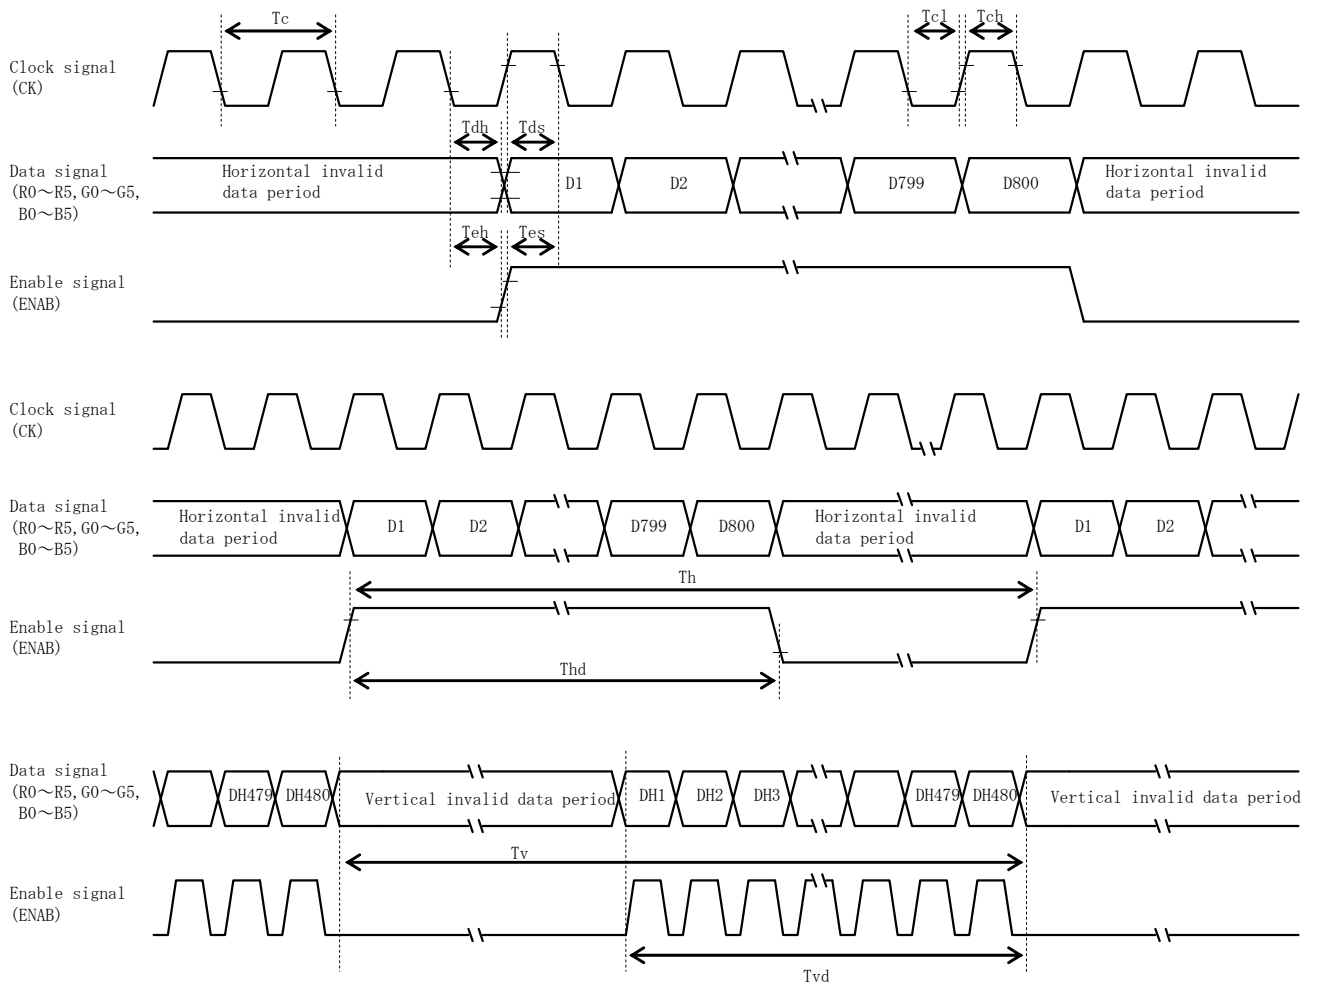 Tc
Tcl
Tch
Clock signal
(CK)
Tdh
Tds
Data signal
(R0～R5,G0～G5,
B0～B5)
Horizontal invalid
data period
D1
D2
D799
D800
Horizontal invalid
data period
Teh
Tes
Enable signal
(ENAB)
Clock signal
(CK)
Data signal
(R0～R5,G0～G5,
B0～B5)
Horizontal invalid
data period
D1
D2
D799
D800
Horizontal invalid
data period
D1
D2
Th
Enable signal
(ENAB)
Thd
Data signal
(R0～R5,G0～G5,
B0～B5)
DH479
DH480
Vertical invalid data period
DH1
DH2
DH3
DH479
DH480
Vertical invalid data period
Tv
Enable signal
(ENAB)
Tvd